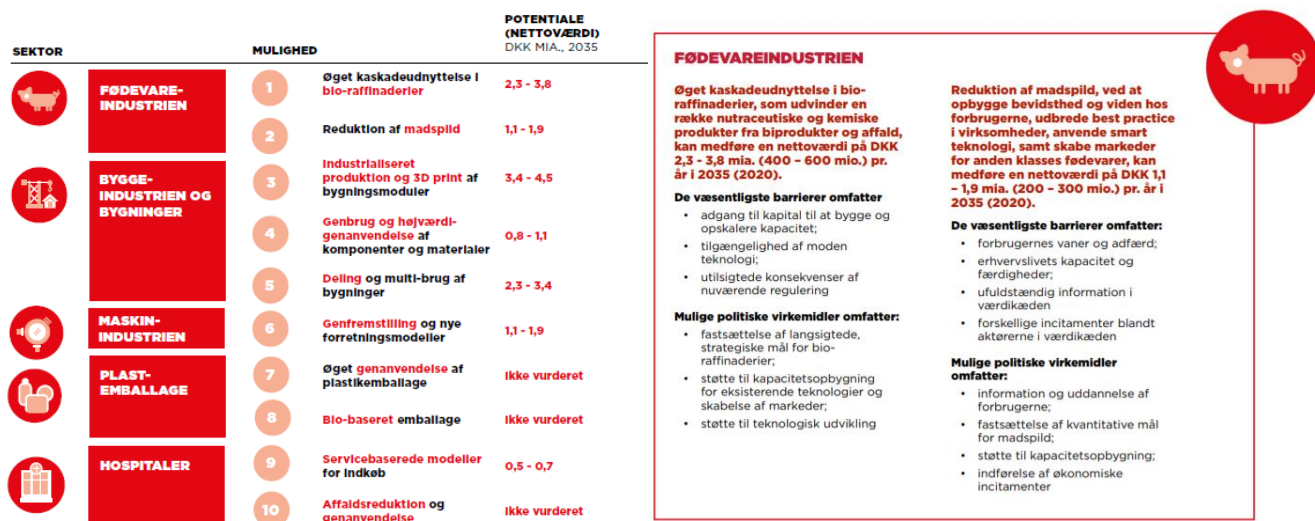 SEKTOR
MULIGHED
POTENTIALE
(NETTOVÆRDI)
DKK MIA., 2035
FØDEVARE-
INDUSTRIEN
1
Øget kaskadeudnyttelse i
bio-raffinaderier
2,3 - 3,8
2
Reduktion af madspild
1,1 - 1,9
BYGGE-
INDUSTRIEN OG
BYGNINGER
3
Industrialiseret
produktion og 3D print af
bygningsmoduler
3,4 - 4,5
4
Genbrug og højværdi-
genanvendelse af
komponenter og materialer
0,8 - 1,1
5
Deling og multi-brug af
bygninger
2,3 - 3,4
MASKIN-
INDUSTRIEN
6
Genfremstilling og nye
forretningsmodeller
1,1 - 1,9
PLAST-
EMBALLAGE
7
Øget genanvendelse af
plastikemballage
Ikke vurderet
8
Bio-baseret emballage
Ikke vurderet
HOSPITALER
9
Servicebaserede modeller
for indkøb
0,5 - 0,7
10
Affaldsreduktion og
genanvendelse
Ikke vurderet
FØDEVAREINDUSTRIEN
Øget kaskadeudnyttelse i bio-
raffinaderier, som udvinder en
række nutraceutiske og kemiske
produkter fra biprodukter og affald,
kan medføre en nettoværdi på DKK
2,3 - 3,8 mia. (400 – 600 mio.) pr.
år i 2035 (2020).
De væsentligste barrierer omfatter
• adgang til kapital til at bygge og
opskalere kapacitet;
• tilgængelighed af moden
teknologi;
• utilsigtede konsekvenser af
nuværende regulering
Mulige politiske virkemidler omfatter:
• fastsættelse af langsigtede,
strategiske mål for bio-
raffinaderier;
• støtte til kapacitetsopbygning
for eksisterende teknologier og
skabelse af markeder;
• støtte til teknologisk udvikling
Reduktion af madspild, ved at
opbygge bevidsthed og viden hos
forbrugerne, udbrede best practice
i virksomheder, anvende smart
teknologi, samt skabe markeder
for anden klasses fødevarer, kan
medføre en nettoværdi på DKK 1,1
– 1,9 mia. (200 – 300 mio.) pr. år i
2035 (2020).
De væsentligste barrierer omfatter:
• forbrugernes vaner og adfærd;
• erhvervslivets kapacitet og
færdigheder;
• ufuldstændig information i
værdikæden
• forskellige incitamenter blandt
aktørerne i værdikæden
Mulige politiske virkemidler
omfatter:
• information og uddannelse af
forbrugerne;
• fastsættelse af kvantitative mål
for madspild;
• støtte til kapacitetsopbygning;
• indførelse af økonomiske
incitamenter